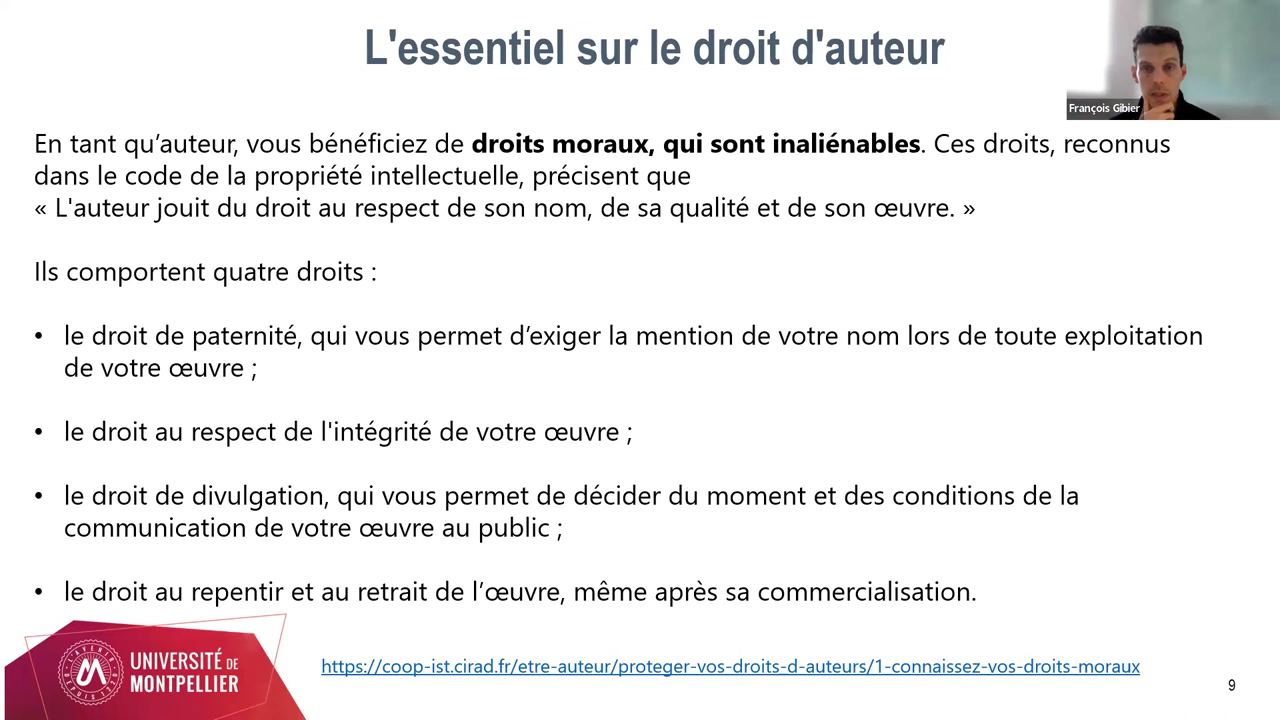 L'essentiel sur le droit d'auteur
François Gibier
En tant qu’auteur, vous bénéficiez de droits moraux, qui sont inaliénables. Ces droits, reconnus
dans le code de la propriété intellectuelle, précisent que
« L'auteur jouit du droit au respect de son nom, de sa qualité et de son œuvre. »
Ils comportent quatre droits :
• le droit de paternité, qui vous permet d’exiger la mention de votre nom lors de toute exploitation
de votre œuvre ;
• le droit au respect de l'intégrité de votre œuvre ;
• le droit de divulgation, qui vous permet de décider du moment et des conditions de la
communication de votre œuvre au public ;
• le droit au repentir et au retrait de l’œuvre, même après sa commercialisation.
UNIVERSITÉ DE
MONTPELLIER
https://coop-ist.cirad.fr/etre-auteur/proteger-vos-droits-d-auteurs/1-connaissez-vos-droits-moraux
9